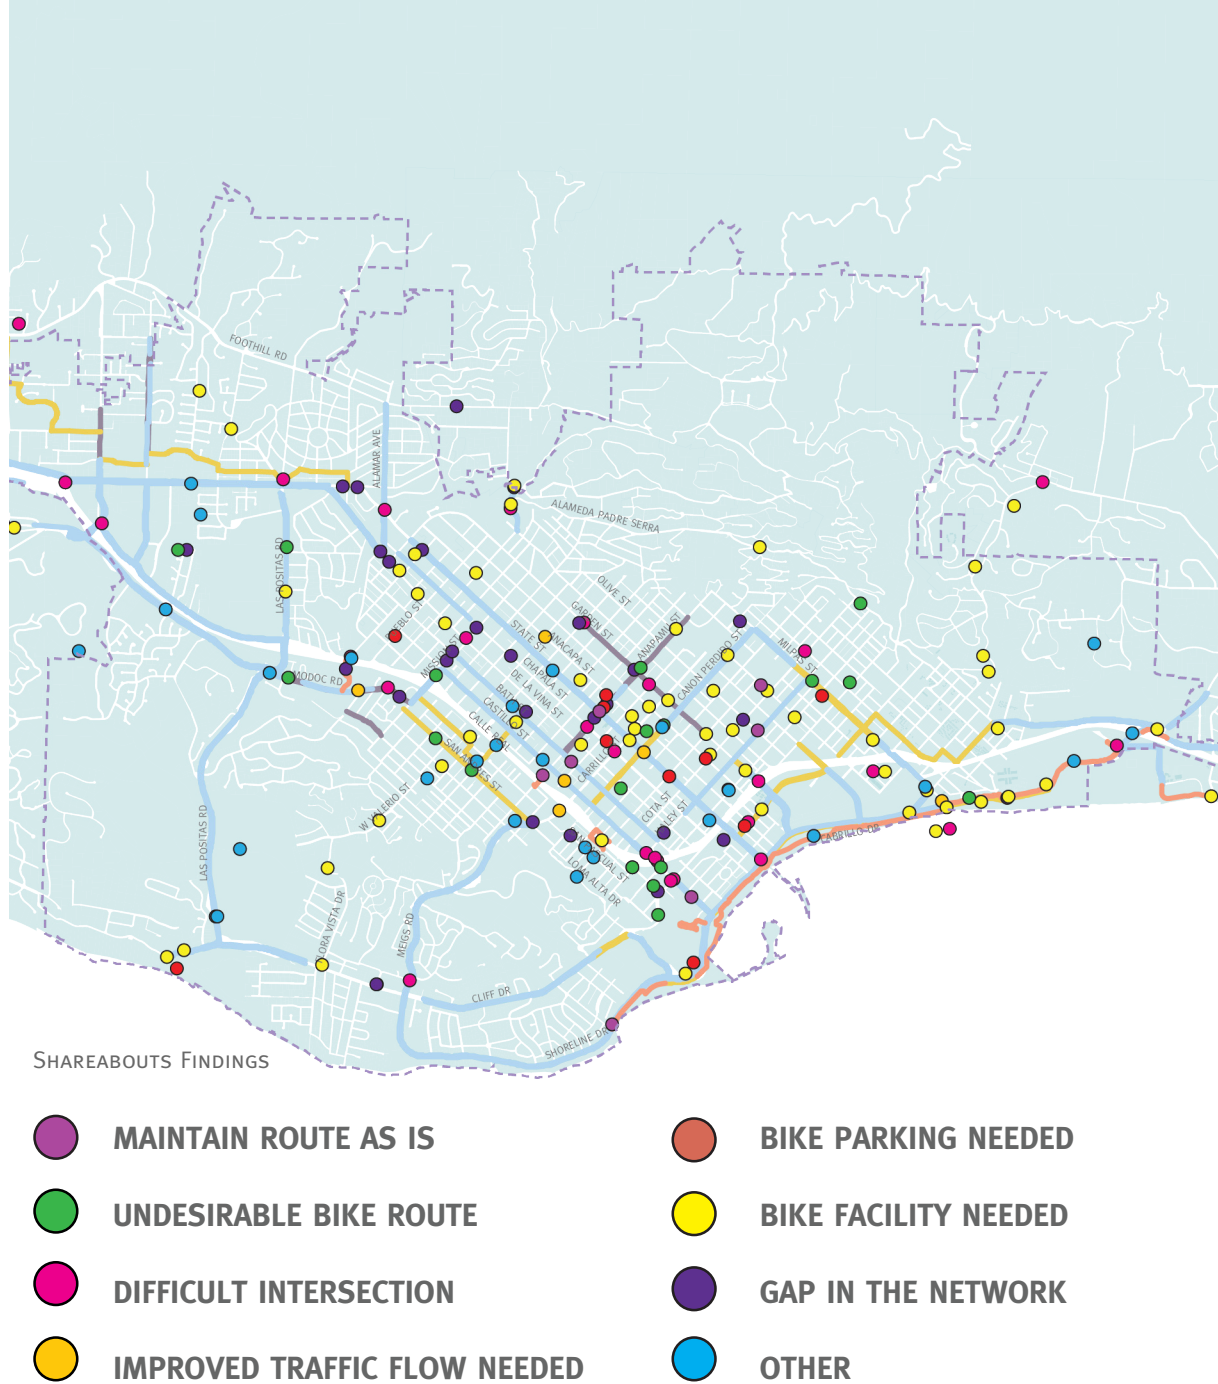 FOOTHILL RD
ALAMAR AVE
ALAMEDA PADRE SERRA
LAS POSITAS RD
OLIVE ST
GARDEN ST
PUEBLO ST
STATE ST
ANACAPA ST
ANAPAMU ST
MISSION ST
CANON PERDIDO ST
MILPAS ST
CHAPALA ST
DE LA VINA ST
MODOC RD
CASTILLO ST
CALLE REAL
SAN ANDRES ST
CARRILLO
COTA ST
HALEY ST
W VALERIO ST
CABRILLO DR
LAS POSITAS RD
SAN PASCUAL ST
LOMA ALTA DR
FLORA VISTA DR
MEIGS RD
CLIFF DR
SHORELINE DR
SHAREABOUTS FINDINGS
MAINTAIN ROUTE AS IS
BIKE PARKING NEEDED
UNDESIRABLE BIKE ROUTE
BIKE FACILITY NEEDED
DIFFICULT INTERSECTION
GAP IN THE NETWORK
IMPROVED TRAFFIC FLOW NEEDED
OTHER